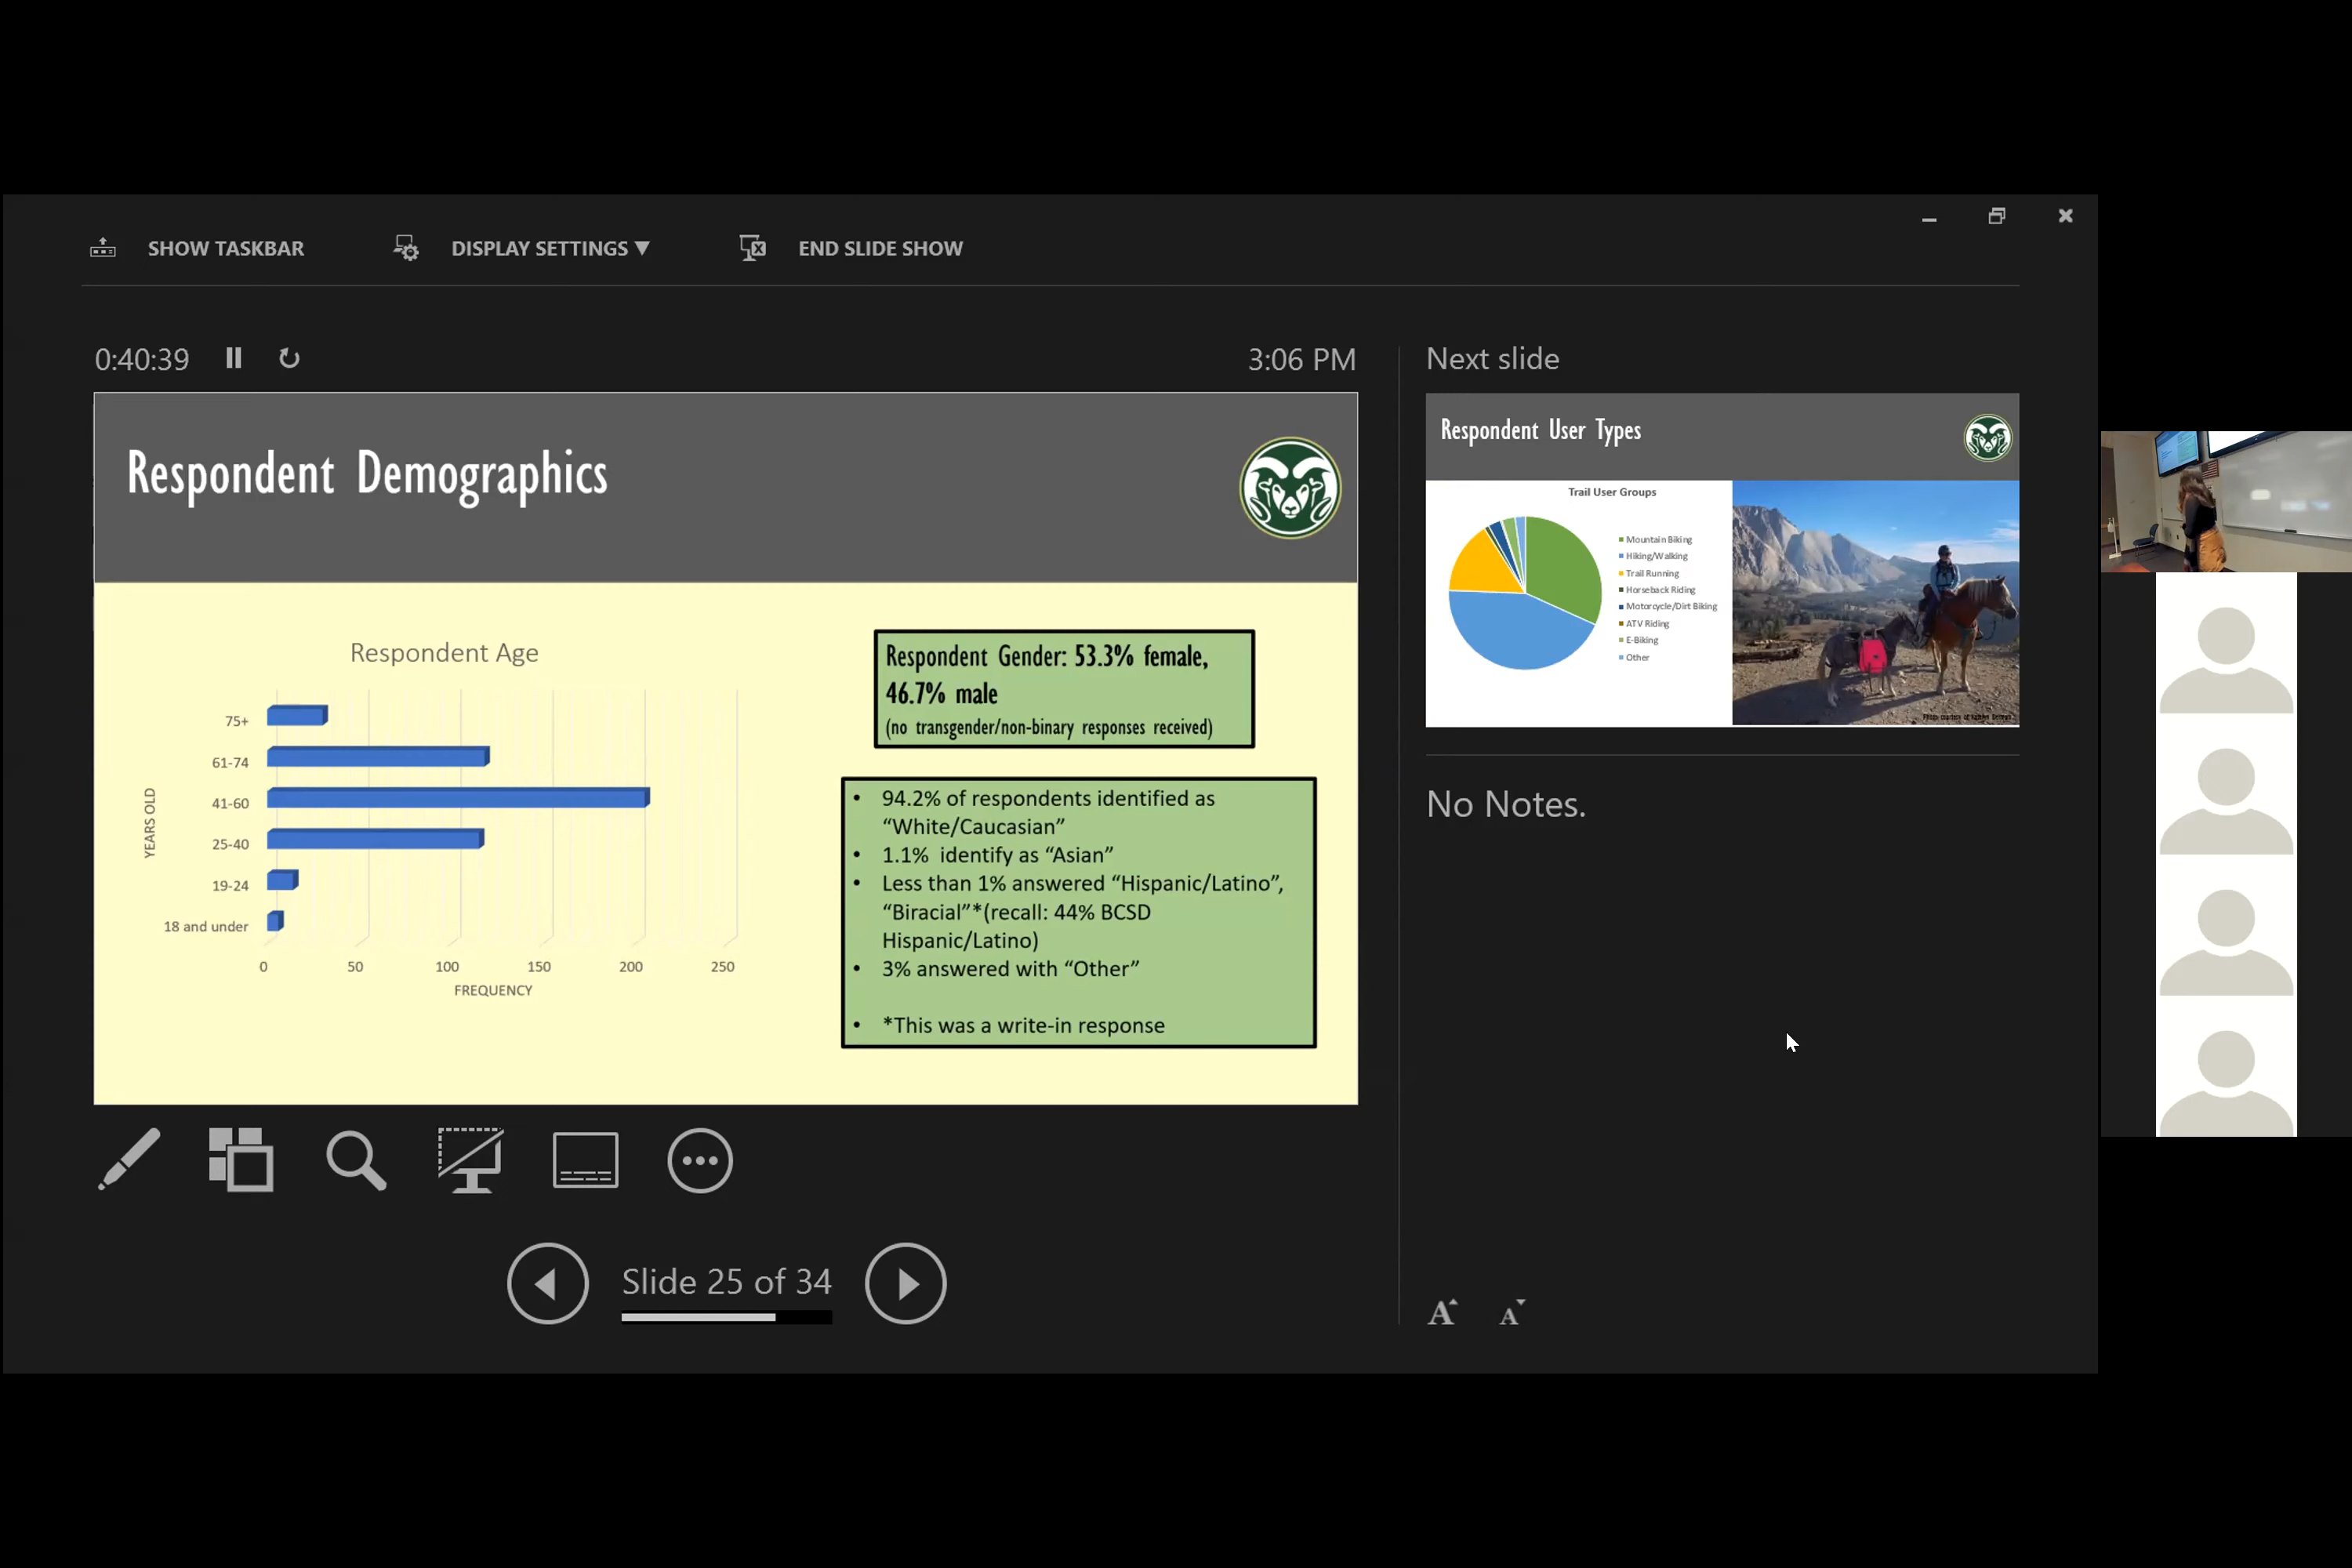 SHOW TASKBAR
DISPLAY SETTINGS ▼
END SLIDE SHOW
0:40:39
3:06 PM
Respondent Demographics
Respondent Age
75+
61-74
41-60
25-40
19-24
18 and under
YEARS OLD
0 50 100 150 200 250
FREQUENCY
Respondent Gender: 53.3% female,
46.7% male
(no transgender/non-binary responses received)
• 94.2% of respondents identified as
“White/Caucasian”
• 1.1% identify as “Asian”
• Less than 1% answered “Hispanic/Latino”,
“Biracial”*(recall: 44% BCSD
Hispanic/Latino)
• 3% answered with “Other”
• *This was a write-in response
Slide 25 of 34
Next slide
Respondent User Types
Trail User Groups
Mountain Biking
Hiking/Walking
Trail Running
Horseback Riding
Motorcycle/Dirt Biking
ATV Riding
E-Biking
Other
Photo courtesy of
No Notes.
A A